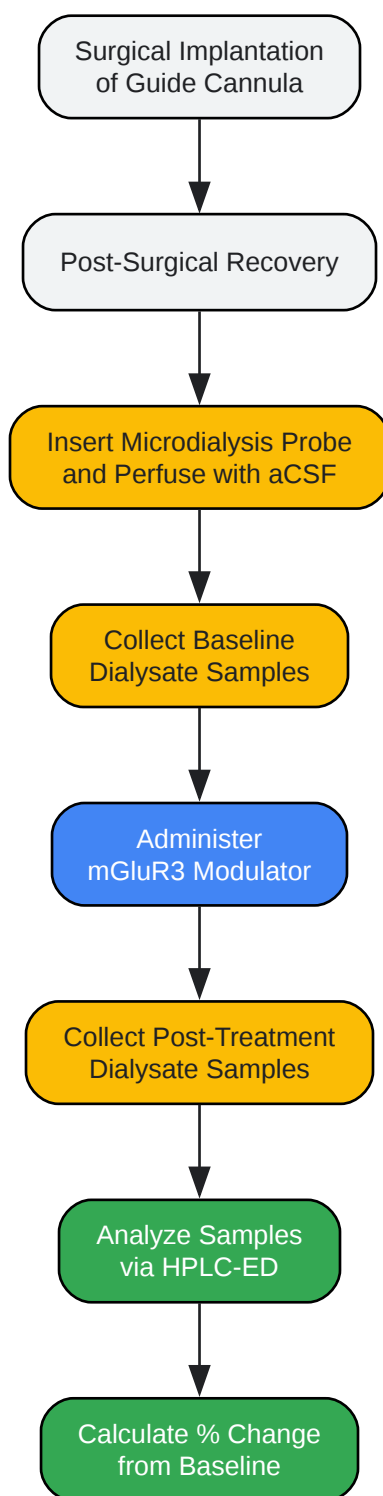 Surgical Implantation
of Guide Cannula
Post-Surgical Recovery
Insert Microdialysis Probe
and Perfuse with aCSF
Collect Baseline
Dialysate Samples
Administer
mGluR3 Modulator
Collect Post-Treatment
Dialysate Samples
Analyze Samples
via HPLC-ED
Calculate % Change
from Baseline